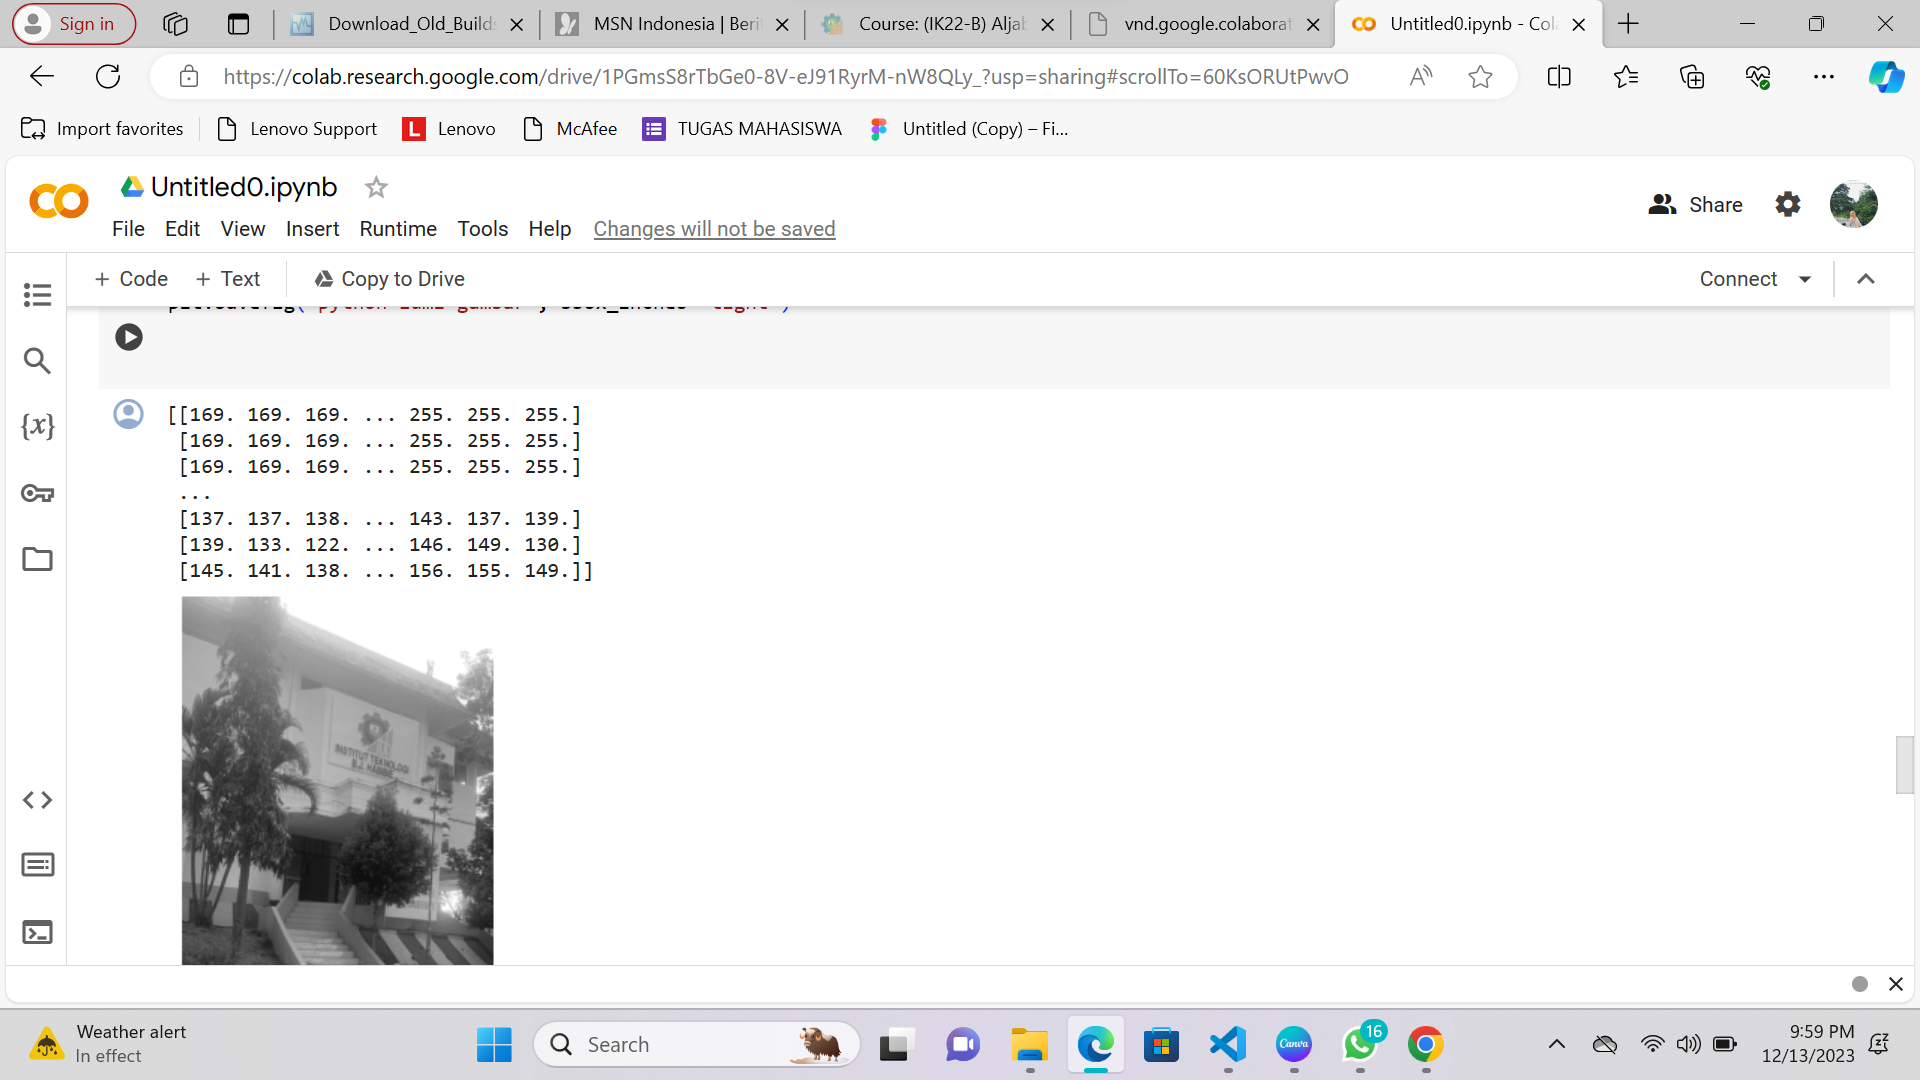 Sign in
Download_Old_Builds
MSN Indonesia | Beri
Course: (IK22-B) Aljab
vnd.google.colaborat
Untitled0.ipynb - Col
https://colab.research.google.com/drive/1PGmsS8rTbGe0-8V-eJ91RyrM-nW8QLy_?usp=sharing#scrollTo=60KsORUtPwvO
Import favorites
Lenovo Support
L Lenovo
McAfee
TUGAS MAHASISWA
Untitled (Copy) – Fi...
Untitled0.ipynb
Share
File Edit View Insert Runtime Tools Help Changes will not be saved
+ Code + Text Copy to Drive
Connect
{x}
[[169. 169. 169. ... 255. 255. 255.]
[169. 169. 169. ... 255. 255. 255.]
[169. 169. 169. ... 255. 255. 255.]
...
[137. 137. 138. ... 143. 137. 139.]
[139. 133. 122. ... 146. 149. 130.]
[145. 141. 138. ... 156. 155. 149.]]
INSTITUT TEKNOLOGI
B.J. HABIBIE
Weather alert
In effect
Search
Canva
16
9:59 PM
12/13/2023